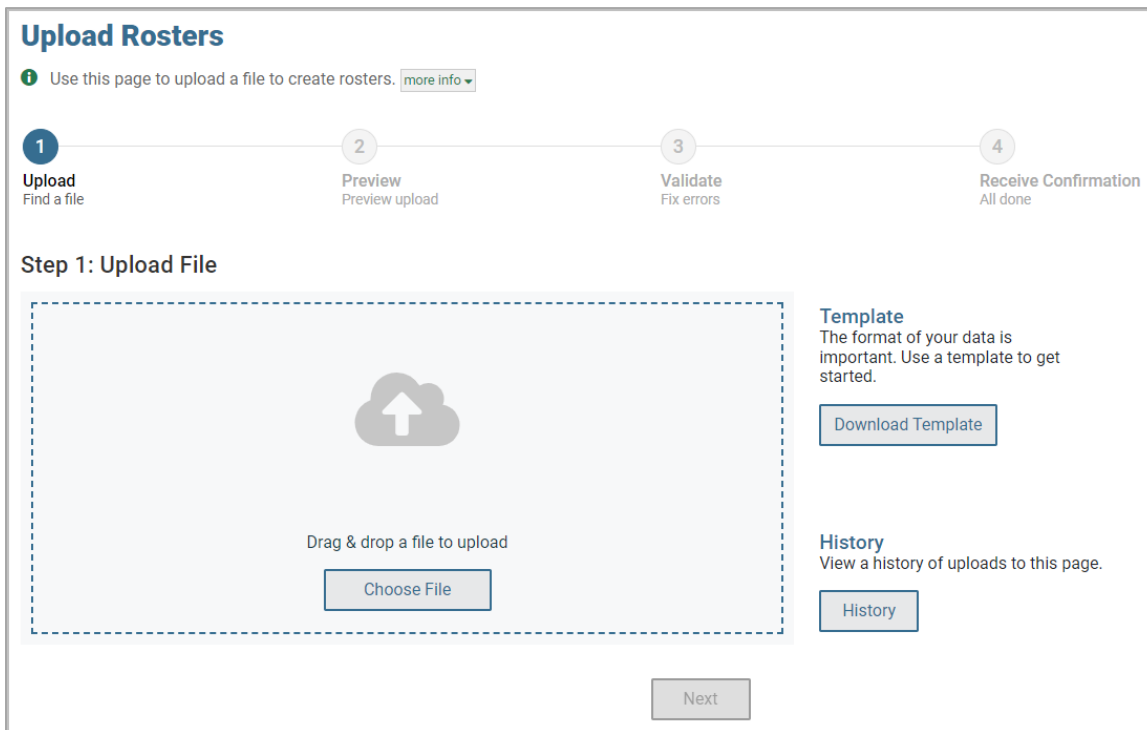 Upload Rosters
Use this page to upload a file to create rosters. more info
1
2
3
4
Upload
Preview
Validate
Receive Confirmation
Find a file
Preview upload
Fix errors
All done
Step 1: Upload File
Drag & drop a file to upload
Choose File
Template
The format of your data is
important. Use a template to get
started.
Download Template
History
View a history of uploads to this page.
History
Next